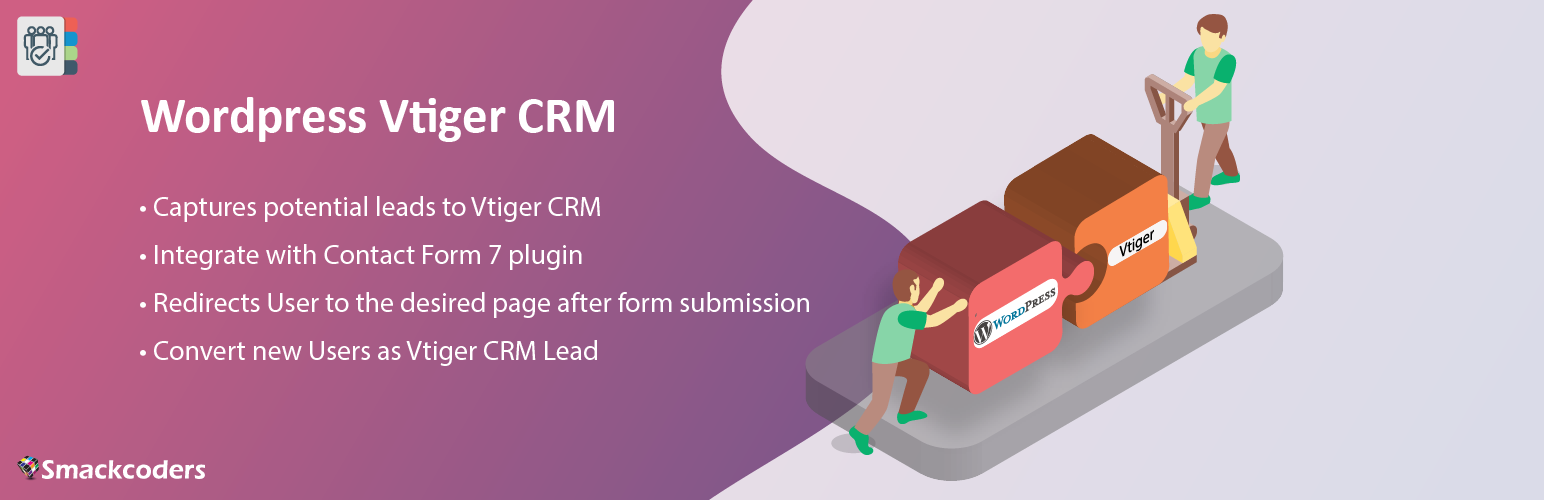 Wordpress Vtiger CRM
• Captures potential leads to Vtiger CRM
• Integrate with Contact Form 7 plugin
• Redirects User to the desired page after form submission
• Convert new Users as Vtiger CRM Lead
Vtiger
WORDPRESS
Smackcoders